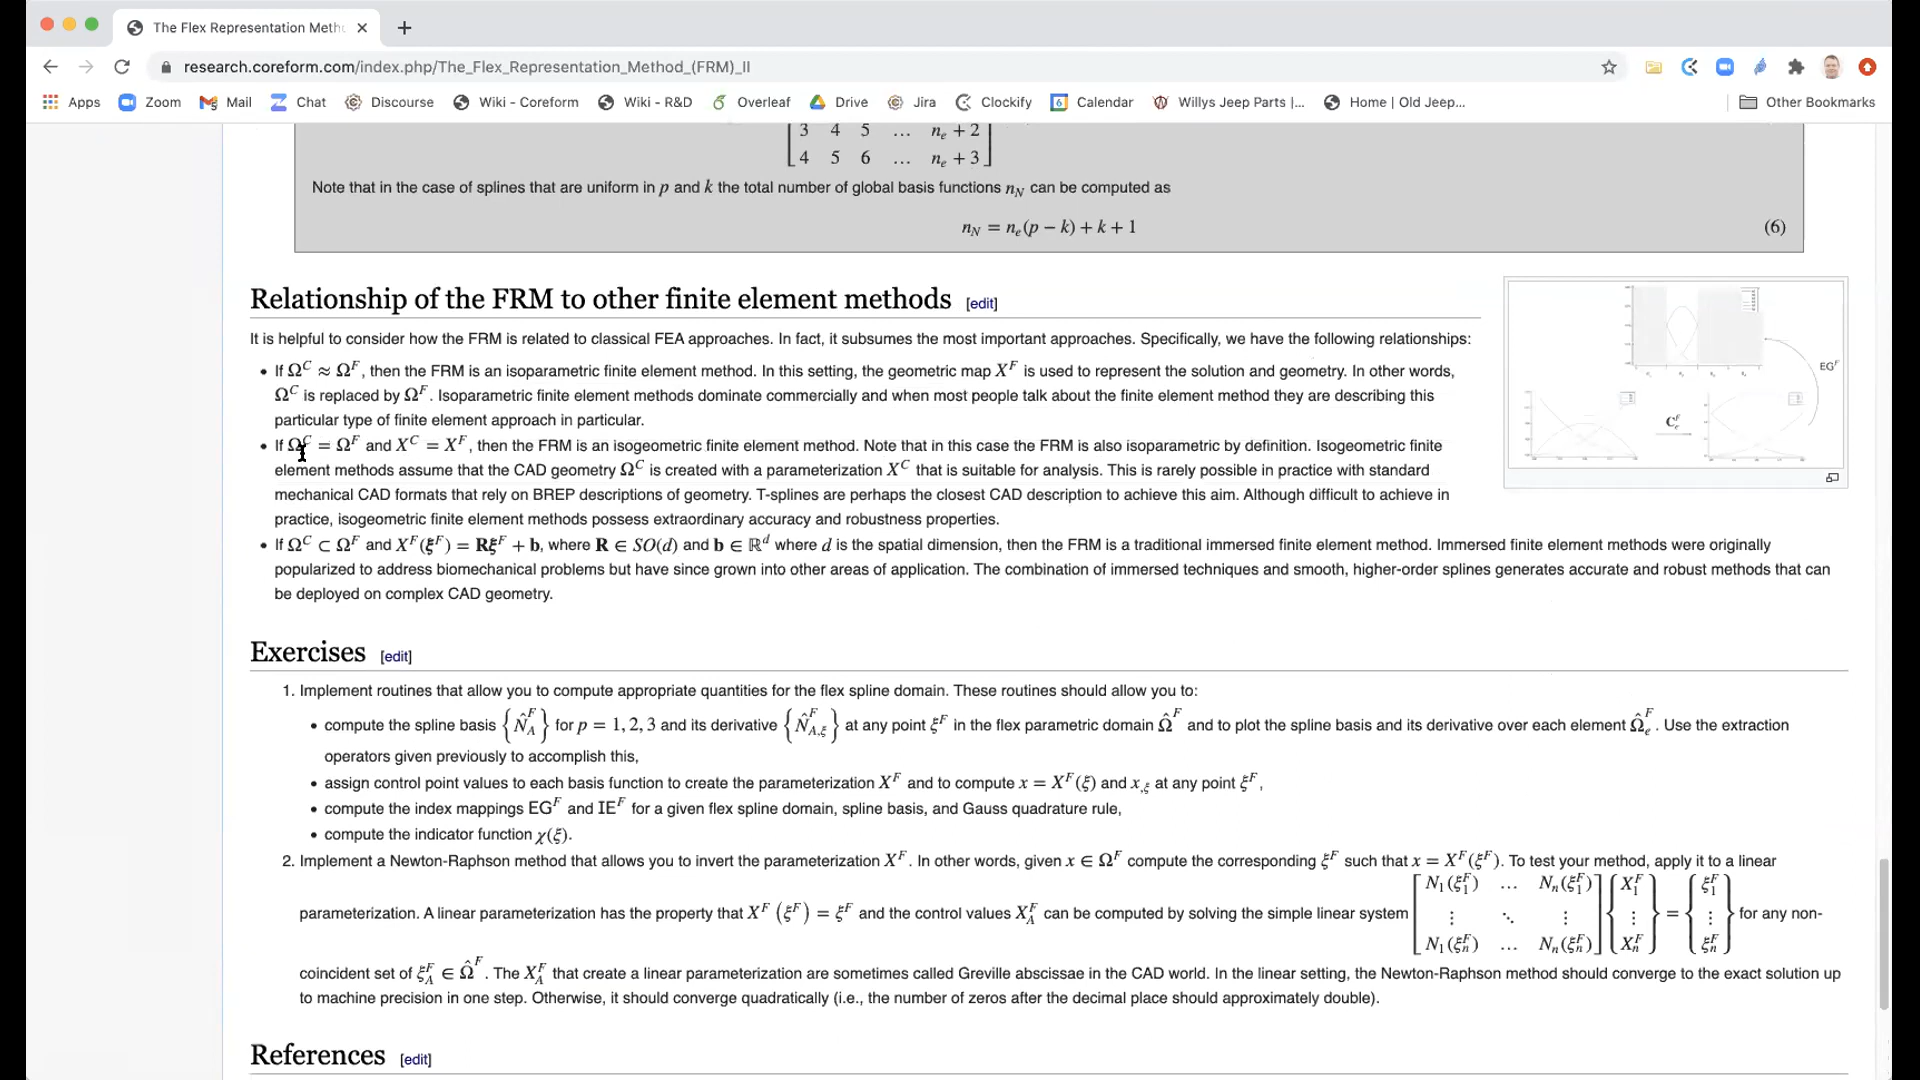 The Flex Representation Meth
research.coreform.com/index.php/The_Flex_Representation_Method_(FRM)_II
Apps Zoom Mail Chat Discourse Wiki - Coreform Wiki - R&D Overleaf Drive Jira Clockify Calendar Willys Jeep Parts |... Home | Old Jeep... Other Bookmarks
3 4 5 … nₑ + 2
4 5 6 … nₑ + 3
Note that in the case of splines that are uniform in p and k the total number of global basis functions n_N can be computed as
n_N = nₑ(p − k) + k + 1 (6)
Relationship of the FRM to other finite element methods [edit]
It is helpful to consider how the FRM is related to classical FEA approaches. In fact, it subsumes the most important approaches. Specifically, we have the following relationships:
• If Ω^C ≈ Ω^F, then the FRM is an isoparametric finite element method. In this setting, the geometric map X^F is used to represent the solution and geometry. In other words,
Ω^C is replaced by Ω^F. Isoparametric finite element methods dominate commercially and when most people talk about the finite element method they are describing this
particular type of finite element approach in particular.
• If Ω^C = Ω^F and X^C = X^F, then the FRM is an isogeometric finite element method. Note that in this case the FRM is also isoparametric by definition. Isogeometric finite
element methods assume that the CAD geometry Ω^C is created with a parameterization X^C that is suitable for analysis. This is rarely possible in practice with standard
mechanical CAD formats that rely on BREP descriptions of geometry. T-splines are perhaps the closest CAD description to achieve this aim. Although difficult to achieve in
practice, isogeometric finite element methods possess extraordinary accuracy and robustness properties.
EG^F
C_e^F
• If Ω^C ⊂ Ω^F and X^F(ξ^F) = Rξ^F + b, where R ∈ SO(d) and b ∈ ℝ^d where d is the spatial dimension, then the FRM is a traditional immersed finite element method. Immersed finite element methods were originally
popularized to address biomechanical problems but have since grown into other areas of application. The combination of immersed techniques and smooth, higher-order splines generates accurate and robust methods that can
be deployed on complex CAD geometry.
Exercises [edit]
1. Implement routines that allow you to compute appropriate quantities for the flex spline domain. These routines should allow you to:
• compute the spline basis {N̂_A^F} for p = 1, 2, 3 and its derivative {N̂_{A,ξ}^F} at any point ξ^F in the flex parametric domain Ω̂^F and to plot the spline basis and its derivative over each element Ω̂_e^F. Use the extraction
operators given previously to accomplish this,
• assign control point values to each basis function to create the parameterization X^F and to compute x = X^F(ξ) and x_{,ξ} at any point ξ^F,
• compute the index mappings EG^F and IE^F for a given flex spline domain, spline basis, and Gauss quadrature rule,
• compute the indicator function χ(ξ).
2. Implement a Newton-Raphson method that allows you to invert the parameterization X^F. In other words, given x ∈ Ω^F compute the corresponding ξ^F such that x = X^F(ξ^F). To test your method, apply it to a linear
parameterization. A linear parameterization has the property that X^F(ξ^F) = ξ^F and the control values X_A^F can be computed by solving the simple linear system [N_1(ξ_1^F) … N_n(ξ_1^F) ⋮ ⋱ ⋮ N_1(ξ_n^F) … N_n(ξ_n^F)] {X_1^F ⋮ X_n^F} = {ξ_1^F ⋮ ξ_n^F} for any non-
coincident set of ξ_A^F ∈ Ω̂^F. The X_A^F that create a linear parameterization are sometimes called Greville abscissae in the CAD world. In the linear setting, the Newton-Raphson method should converge to the exact solution up
to machine precision in one step. Otherwise, it should converge quadratically (i.e., the number of zeros after the decimal place should approximately double).
References [edit]